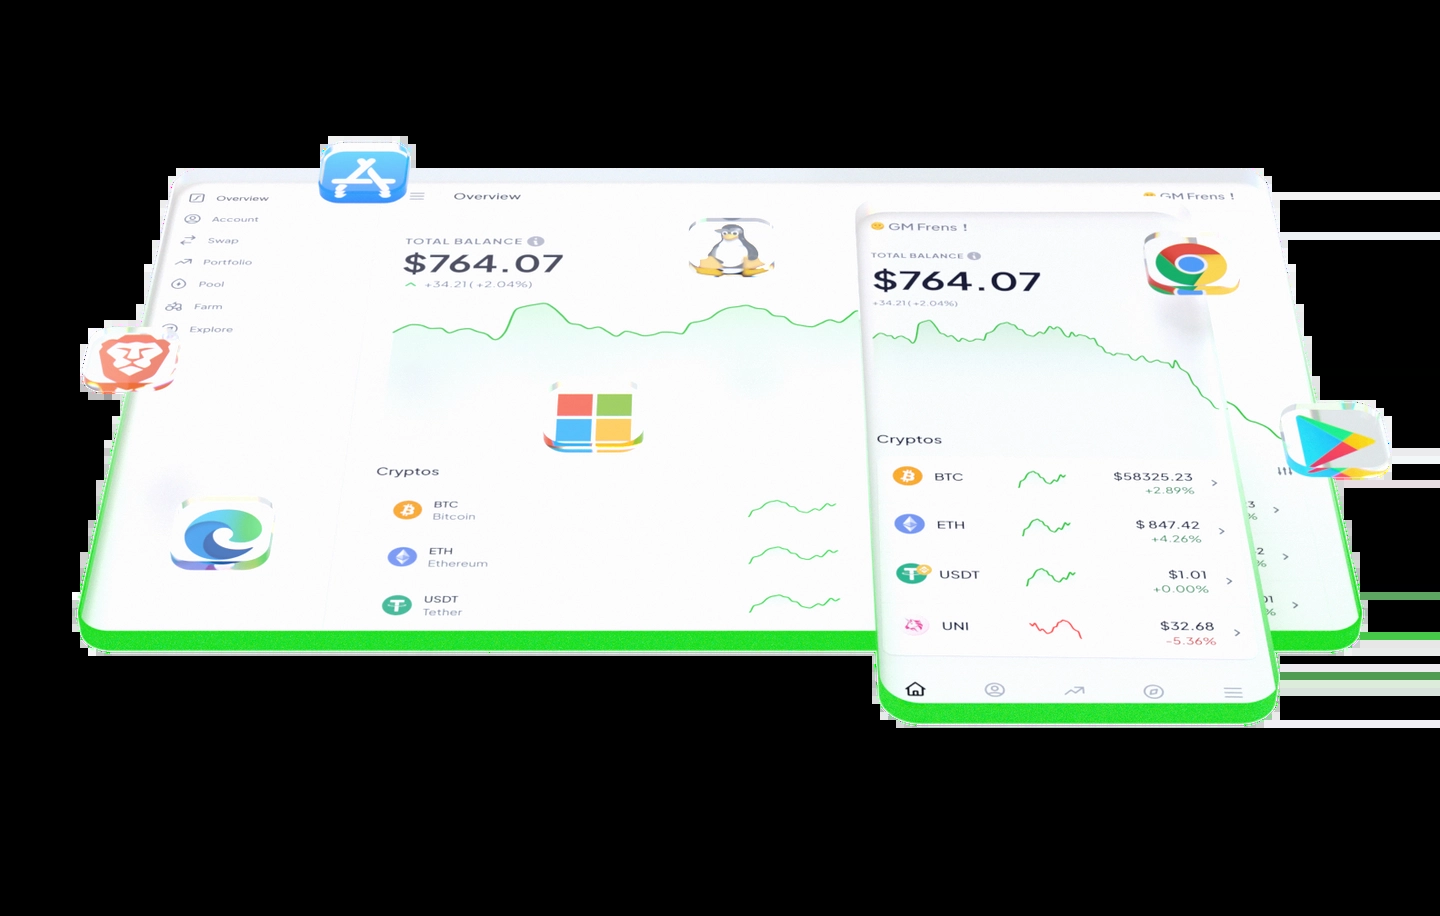 Overview
Account
Swap
Portfolio
Pool
Farm
Explore
Overview
GM Frens !
TOTAL BALANCE
$764.07
+34.21( +2.04%)
Cryptos
BTC
Bitcoin
ETH
Ethereum
USDT
Tether
GM Frens !
TOTAL BALANCE
$764.07
+34.21( +2.04%)
Cryptos
BTC
$58325.23
+2.89%
ETH
$847.42
+4.26%
USDT
$1.01
+0.00%
UNI
$32.68
-5.36%